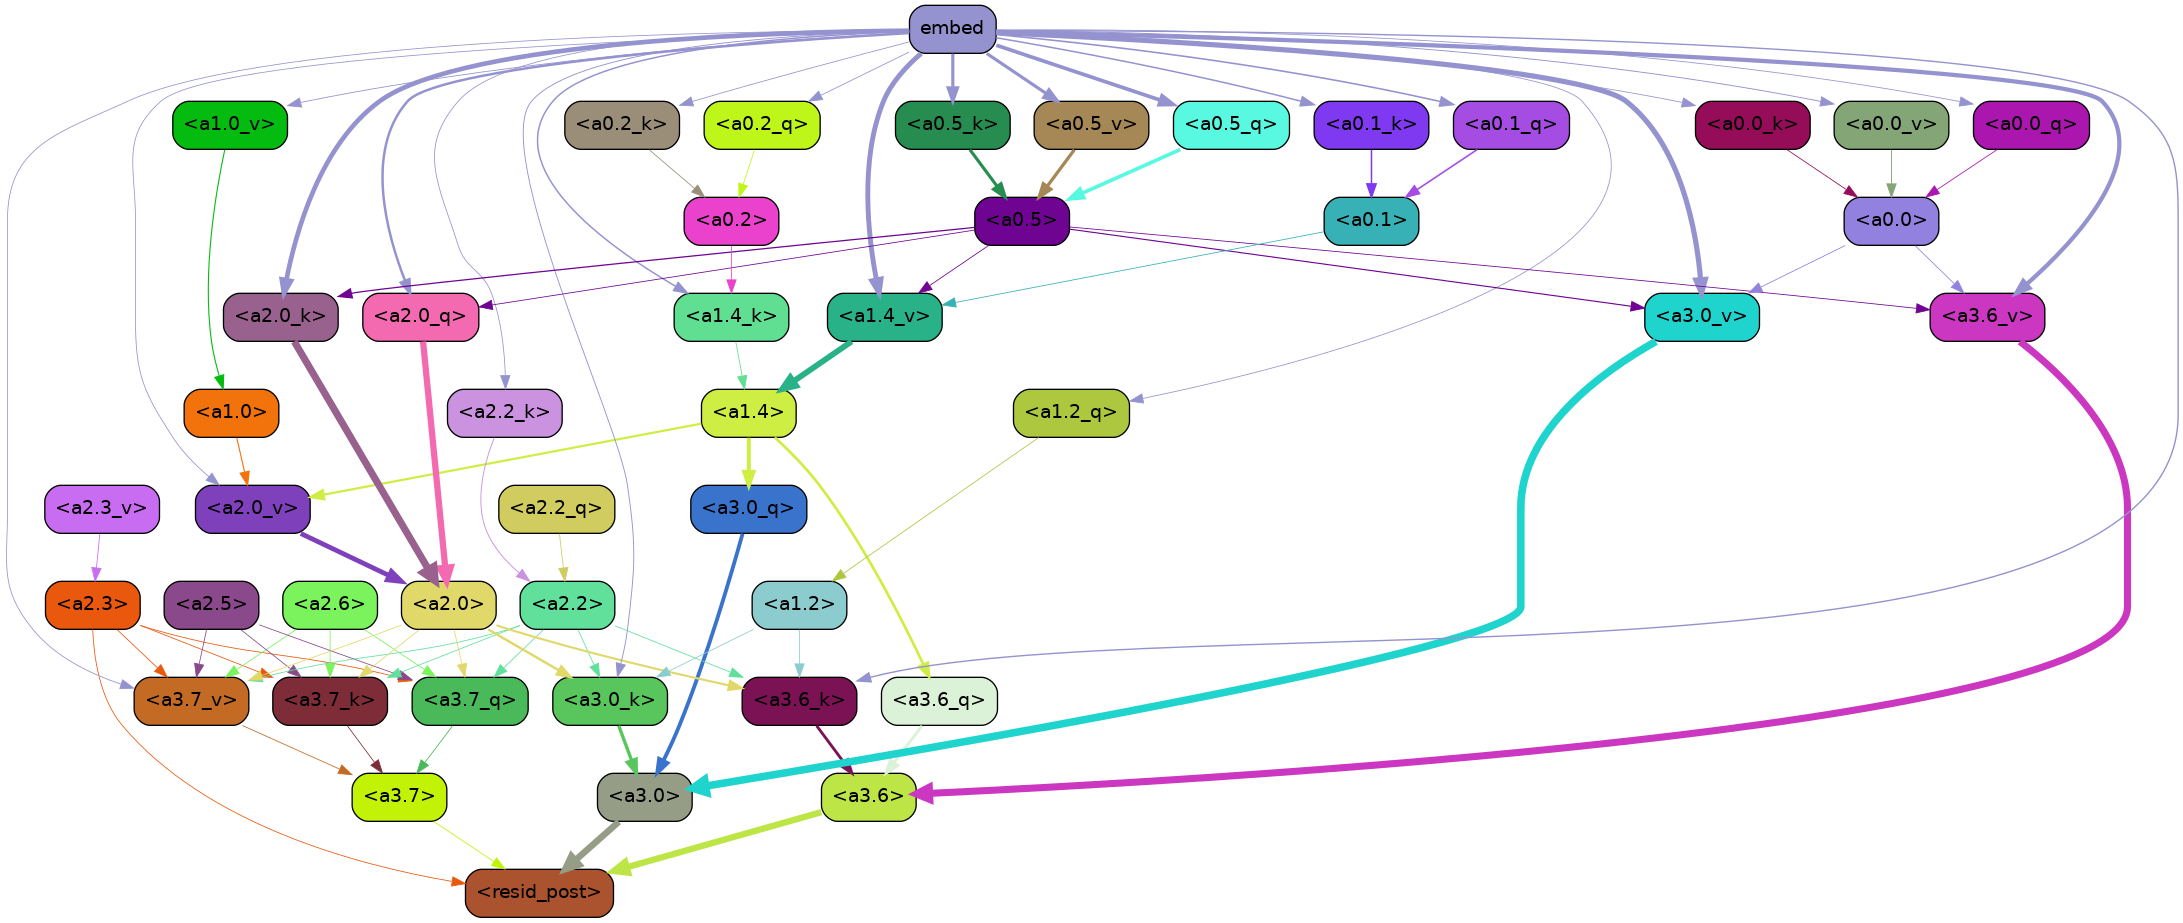 embed
<a1.0_v>
<a0.2_k>
<a0.2_q>
<a0.5_k>
<a0.5_v>
<a0.5_q>
<a0.1_k>
<a0.1_q>
<a0.0_k>
<a0.0_v>
<a0.0_q>
<a0.2>
<a0.5>
<a0.1>
<a0.0>
<a2.0_k>
<a2.0_q>
<a1.4_k>
<a1.4_v>
<a3.0_v>
<a3.6_v>
<a1.0>
<a2.2_k>
<a1.4>
<a1.2_q>
<a2.3_v>
<a2.0_v>
<a2.2_q>
<a3.0_q>
<a2.3>
<a2.5>
<a2.6>
<a2.0>
<a2.2>
<a1.2>
<a3.7_v>
<a3.7_k>
<a3.7_q>
<a3.0_k>
<a3.6_k>
<a3.6_q>
<a3.7>
<a3.0>
<a3.6>
<resid_post>